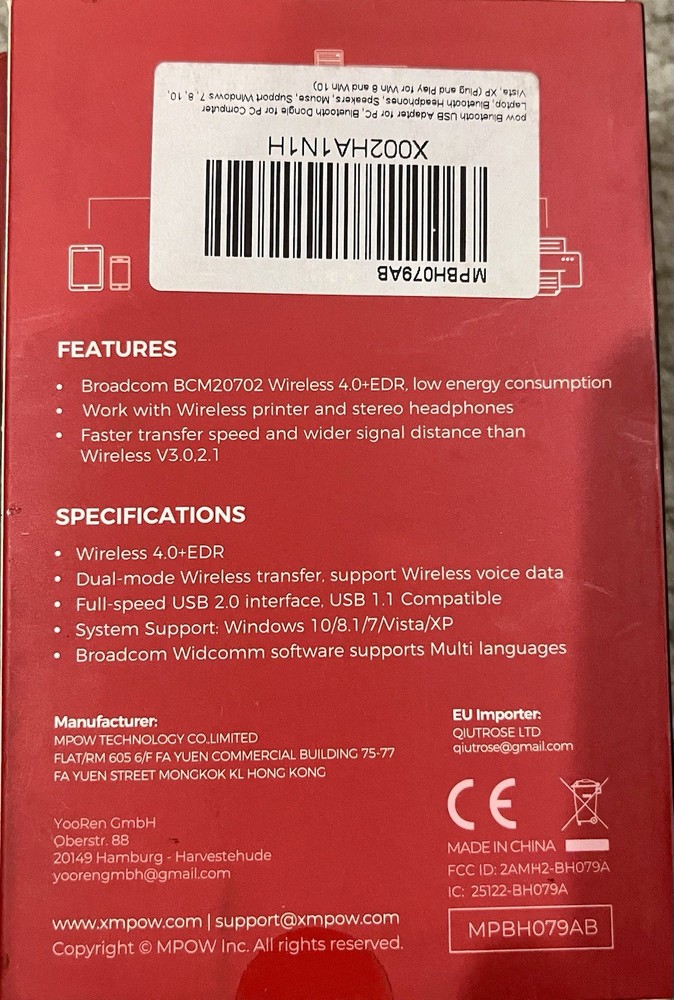 pow Bluetooth USB Adapter for PC, Bluetooth Dongle for PC Computer
Laptop, Bluetooth Headphones, Speakers, Mouse, Support Windows 7, 8, 10,
Vista, XP (Plug and Play for Win 8 and Win 10)
X002HA1N1H
MPBH079AB
FEATURES
• Broadcom BCM20702 Wireless 4.0+EDR, low energy consumption
• Work with Wireless printer and stereo headphones
• Faster transfer speed and wider signal distance than
Wireless V3.0,2.1
SPECIFICATIONS
• Wireless 4.0+EDR
• Dual-mode Wireless transfer, support Wireless voice data
• Full-speed USB 2.0 interface, USB 1.1 Compatible
• System Support: Windows 10/8.1/7/Vista/XP
• Broadcom Widcomm software supports Multi languages
Manufacturer:
MPOW TECHNOLOGY CO.,LIMITED
FLAT/RM 605 6/F FA YUEN COMMERCIAL BUILDING 75-77
FA YUEN STREET MONGKOK KL HONG KONG
EU Importer:
QIUTROSE LTD
qiutrose@gmail.com
YooRen GmbH
Oberstr. 88
20149 Hamburg - Harvestehude
yoorengmbh@gmail.com
CE
MADE IN CHINA
FCC ID: 2AMH2-BH079A
IC: 25122-BH079A
www.xmpow.com | support@xmpow.com
Copyright © MPOW Inc. All rights reserved.
MPBH079AB